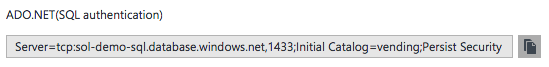 ADO.NET(SQL authentication)
Server=tcp:sol-demo-sql.database.windows.net,1433;Initial Catalog=vending;Persist Security